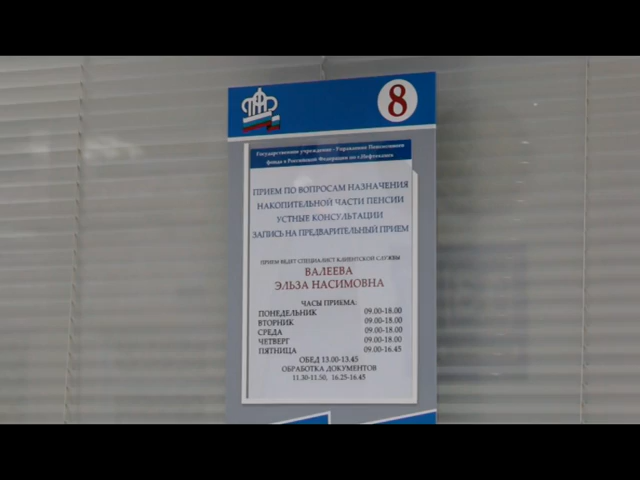 8
Государственное учреждение - Управление Пенсионного
фонда в Российской Федерации по г.Нефтекамск
ПРИЕМ ПО ВОПРОСАМ НАЗНАЧЕНИЯ
НАКОПИТЕЛЬНОЙ ЧАСТИ ПЕНСИИ
УСТНЫЕ КОНСУЛЬТАЦИИ
ЗАПИСЬ НА ПРЕДВАРИТЕЛЬНЫЙ ПРИЕМ
ПРИЕМ ВЕДЕТ СПЕЦИАЛИСТ КЛИЕНТСКОЙ СЛУЖБЫ
ВАЛЕЕВА
ЭЛЬЗА НАСИМОВНА
ЧАСЫ ПРИЕМА:
ПОНЕДЕЛЬНИК 09.00-18.00
ВТОРНИК 09.00-18.00
СРЕДА 09.00-18.00
ЧЕТВЕРГ 09.00-18.00
ПЯТНИЦА 09.00-16.45
ОБЕД 13.00-13.45
ОБРАБОТКА ДОКУМЕНТОВ
11.30-11.50, 16.25-16.45